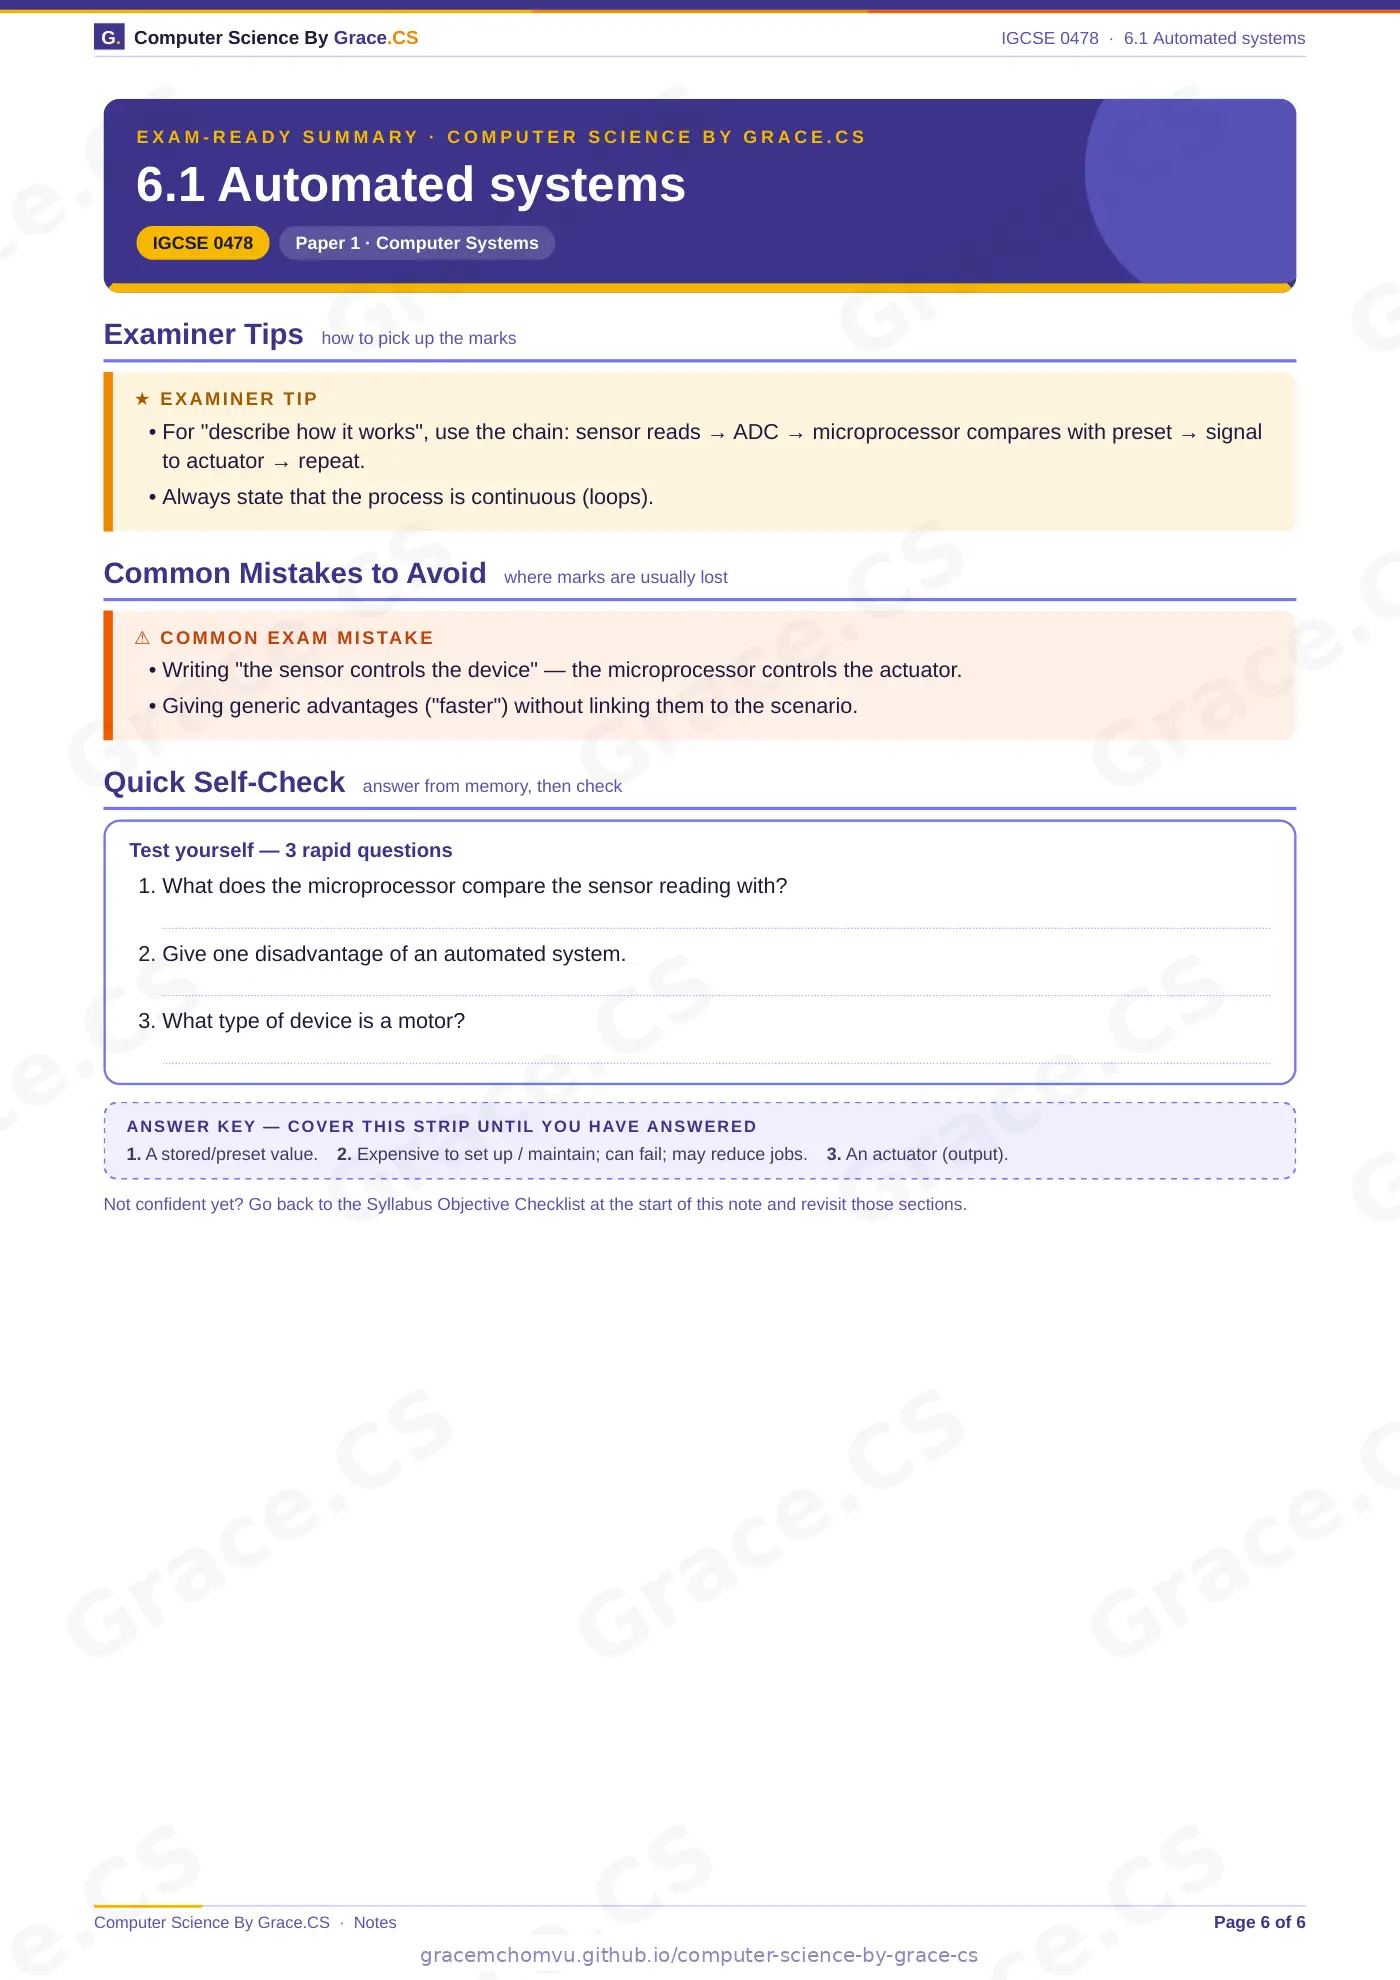 G. Computer Science By Grace.CS
IGCSE 0478 · 6.1 Automated systems
EXAM-READY SUMMARY · COMPUTER SCIENCE BY GRACE.CS
6.1 Automated systems
IGCSE 0478 Paper 1 · Computer Systems
Examiner Tips how to pick up the marks
★ EXAMINER TIP
• For "describe how it works", use the chain: sensor reads → ADC → microprocessor compares with preset → signal
to actuator → repeat.
• Always state that the process is continuous (loops).
Common Mistakes to Avoid where marks are usually lost
⚠ COMMON EXAM MISTAKE
• Writing "the sensor controls the device" — the microprocessor controls the actuator.
• Giving generic advantages ("faster") without linking them to the scenario.
Quick Self-Check answer from memory, then check
Test yourself — 3 rapid questions
1. What does the microprocessor compare the sensor reading with?
2. Give one disadvantage of an automated system.
3. What type of device is a motor?
ANSWER KEY — COVER THIS STRIP UNTIL YOU HAVE ANSWERED
1. A stored/preset value. 2. Expensive to set up / maintain; can fail; may reduce jobs. 3. An actuator (output).
Not confident yet? Go back to the Syllabus Objective Checklist at the start of this note and revisit those sections.
Computer Science By Grace.CS · Notes
Page 6 of 6
gracemchomvu.github.io/computer-science-by-grace-cs